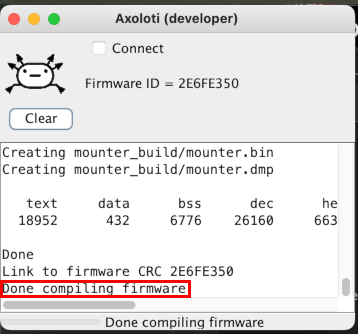 Axoloti (developer)
Connect
Firmware ID = 2E6FE350
Clear
Creating mounter_build/mounter.bin
Creating mounter_build/mounter.dmp
text data bss dec he
18952 432 6776 26160 663
Done
Link to firmware CRC 2E6FE350
Done compiling firmware
Done compiling firmware